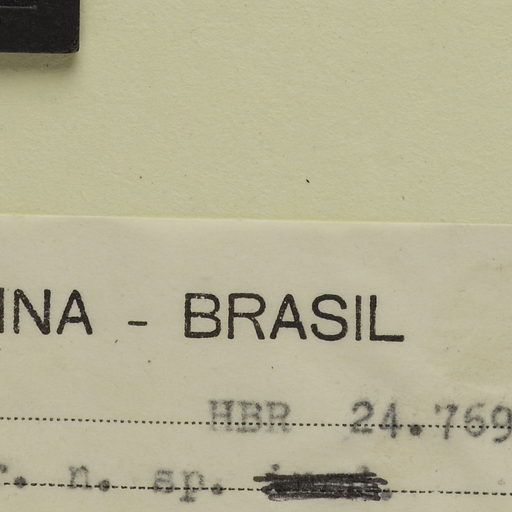 INA - BRASIL
HBR 24.769
r. n. sp.